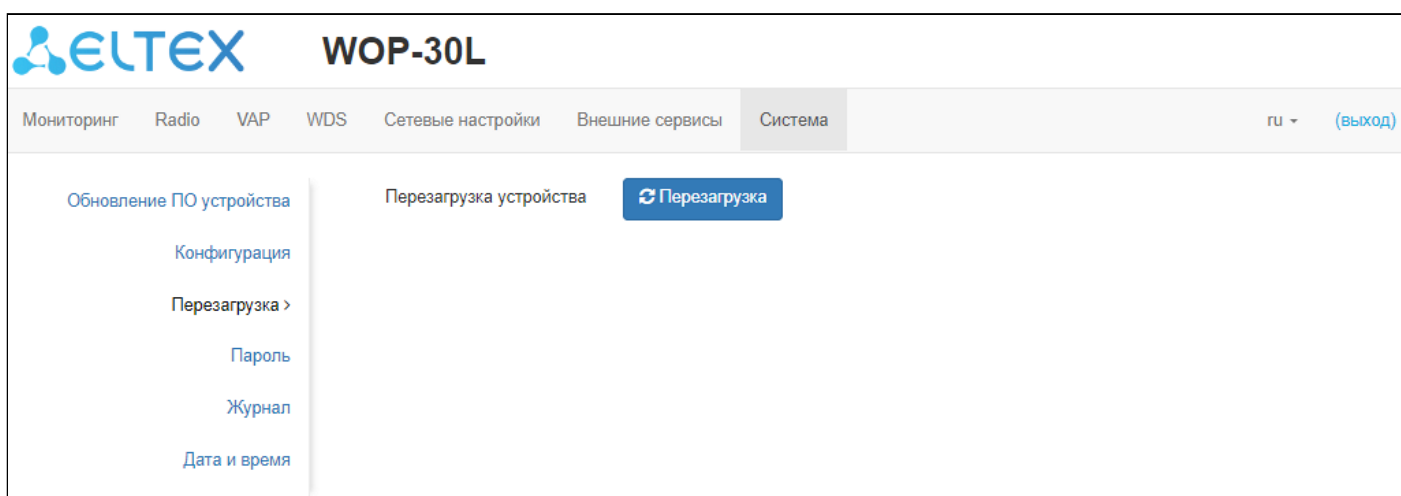 ELTEX WOP-30L
Мониторинг Radio VAP WDS Сетевые настройки Внешние сервисы Система ru (выход)
Обновление ПО устройства
Перезагрузка устройства Перезагрузка
Конфигурация
Перезагрузка >
Пароль
Журнал
Дата и время